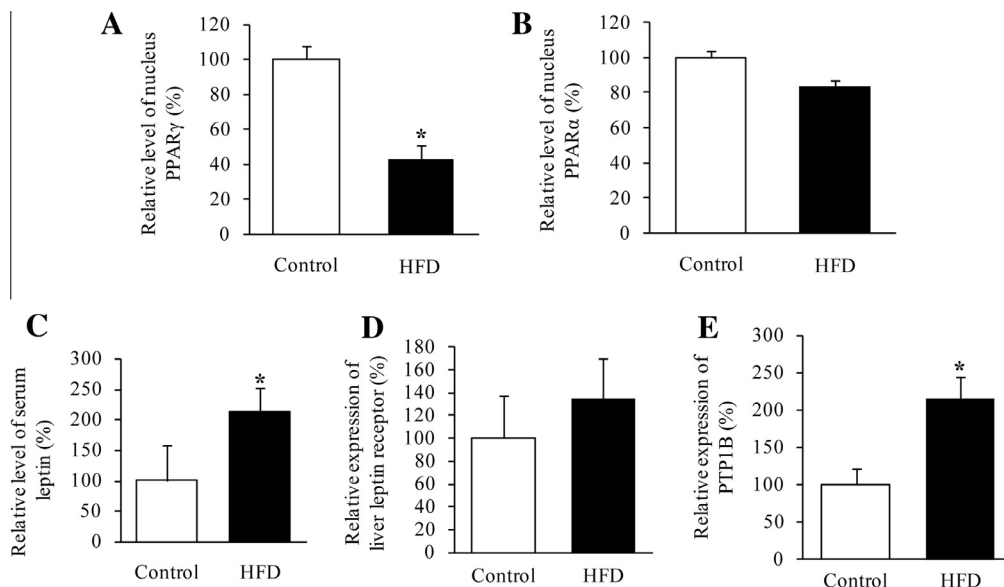 A
Relative level of nucleus
PPARγ (%)
120
100
80
60
40
20
0
*
Control
HFD
B
Relative level of nucleus
PPARα (%)
120
100
80
60
40
20
0
Control
HFD
C
Relative level of serum
leptin (%)
300
250
200
150
100
50
0
*
Control
HFD
D
Relative expression of
liver leptin receptor (%)
180
160
140
120
100
80
60
40
20
0
Control
HFD
E
Relative expression of
PTP1B (%)
300
250
200
150
100
50
0
*
Control
HFD